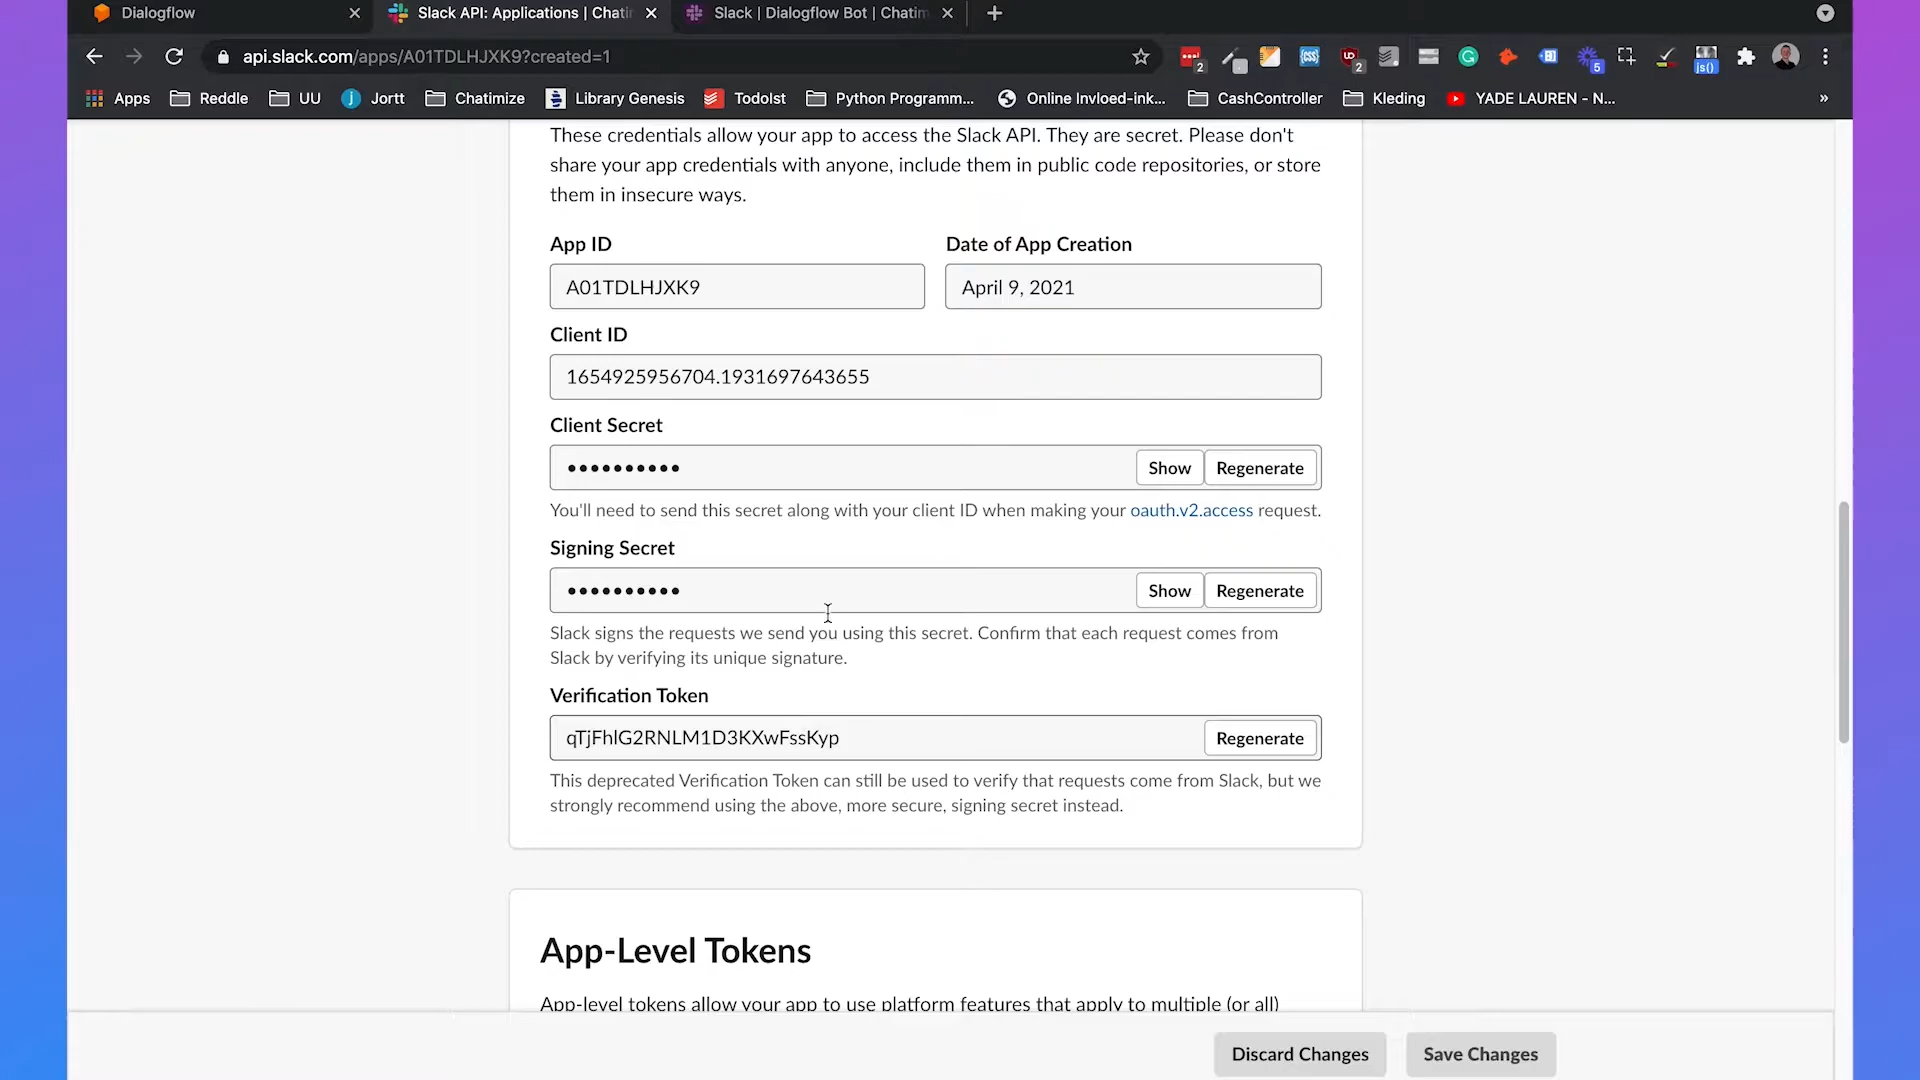 Dialogflow
Slack API: Applications | Chatim
Slack | Dialogflow Bot | Chatim
api.slack.com/apps/A01TDLHJXK9?created=1
2
2
5
js()
Apps
Reddle
UU
Jortt
Chatimize
Library Genesis
TodoIst
Python Programm...
Online Invloed-ink...
CashController
Kleding
YADE LAUREN - N...
»
These credentials allow your app to access the Slack API. They are secret. Please don't
share your app credentials with anyone, include them in public code repositories, or store
them in insecure ways.
App ID
Date of App Creation
A01TDLHJXK9
April 9, 2021
Client ID
1654925956704.1931697643655
Client Secret
••••••••••
Show
Regenerate
You'll need to send this secret along with your client ID when making your oauth.v2.access request.
Signing Secret
••••••••••
Show
Regenerate
Slack signs the requests we send you using this secret. Confirm that each request comes from
Slack by verifying its unique signature.
Verification Token
qTjFhlG2RNLM1D3KXwFssKyp
Regenerate
This deprecated Verification Token can still be used to verify that requests come from Slack, but we
strongly recommend using the above, more secure, signing secret instead.
App-Level Tokens
App-level tokens allow your app to use platform features that apply to multiple (or all)
Discard Changes
Save Changes